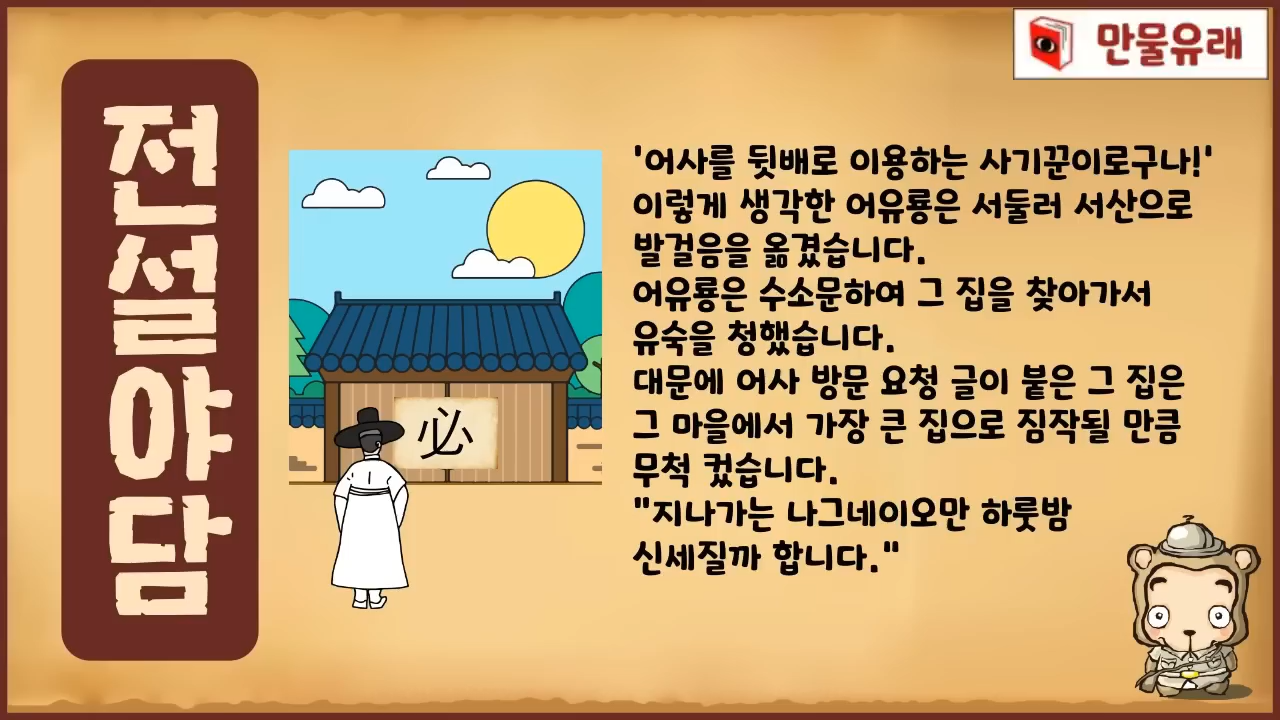 만물유래
전설야담
必
'어사를 뒷배로 이용하는 사기꾼이로구나!'
이렇게 생각한 어유룡은 서둘러 서산으로
발걸음을 옮겼습니다.
어유룡은 수소문하여 그 집을 찾아가서
유숙을 청했습니다.
대문에 어사 방문 요청 글이 붙은 그 집은
그 마을에서 가장 큰 집으로 짐작될 만큼
무척 컸습니다.
"지나가는 나그네이오만 하룻밤
신세질까 합니다."